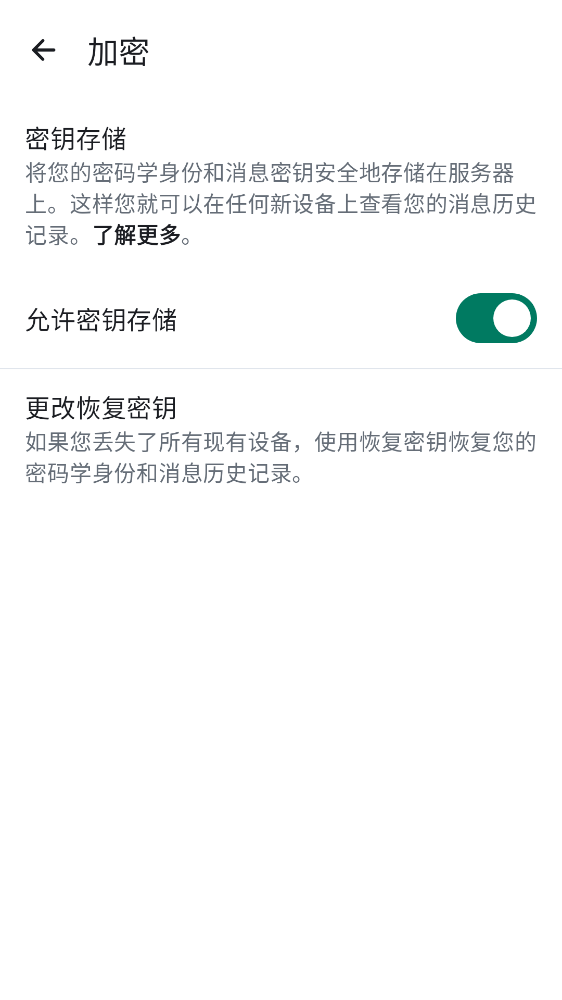 加密
密钥存储
将您的密码学身份和消息密钥安全地存储在服务器
上。这样您就可以在任何新设备上查看您的消息历史
记录。了解更多。
允许密钥存储
更改恢复密钥
如果您丢失了所有现有设备，使用恢复密钥恢复您的
密码学身份和消息历史记录。